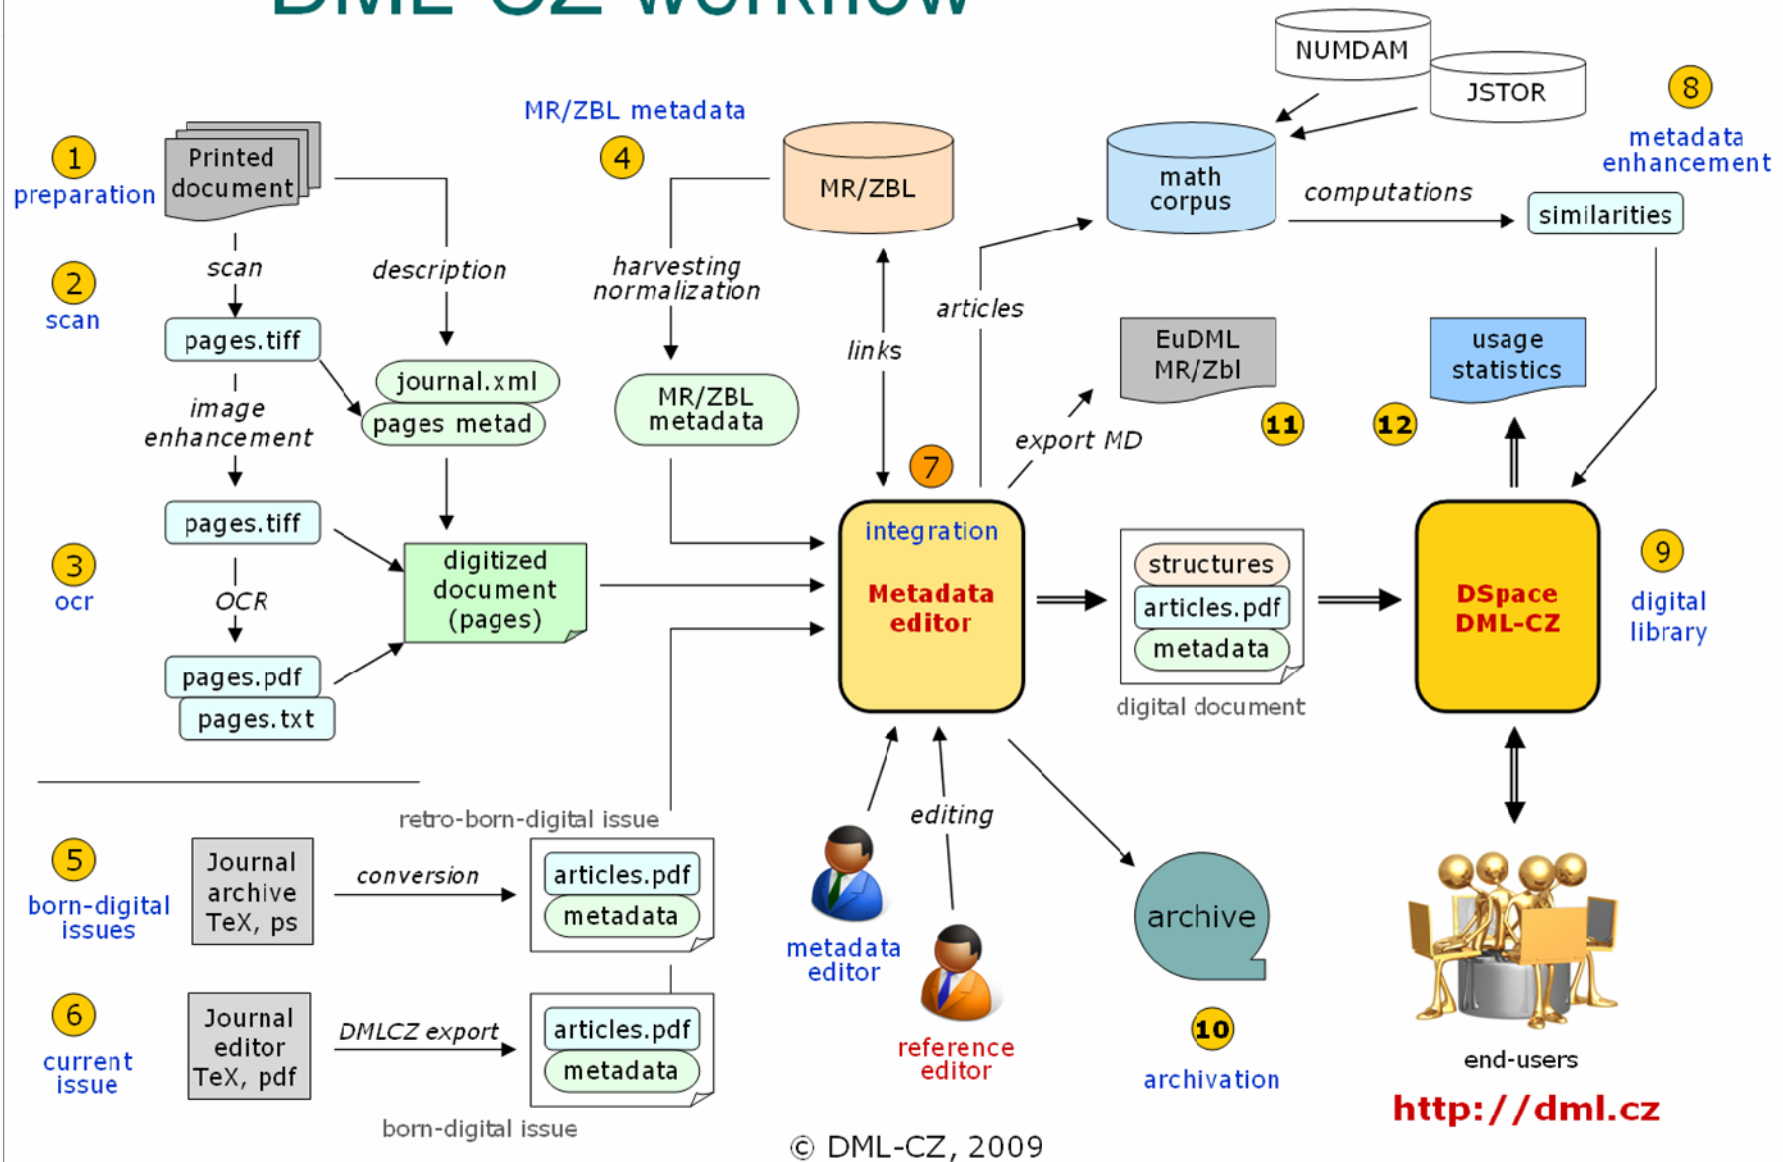 DML-CZ workflow
NUMDAM
JSTOR
8
metadata
enhancement
MR/ZBL metadata
4
MR/ZBL
math
corpus
computations
similarities
1
preparation
Printed
document
scan
description
harvesting
normalization
articles
links
2
scan
pages.tiff
journal.xml
pages metad
MR/ZBL
metadata
EuDML
MR/Zbl
usage
statistics
image
enhancement
export MD
11
12
7
pages.tiff
3
ocr
OCR
digitized
document
(pages)
integration
Metadata
editor
structures
articles.pdf
metadata
digital document
DSpace
DML-CZ
9
digital
library
pages.pdf
pages.txt
retro-born-digital issue
5
born-digital
issues
Journal
archive
TeX, ps
conversion
articles.pdf
metadata
editing
metadata
editor
archive
6
current
issue
Journal
editor
TeX, pdf
DMLCZ export
articles.pdf
metadata
born-digital issue
reference
editor
10
archivation
end-users
http://dml.cz
© DML-CZ, 2009